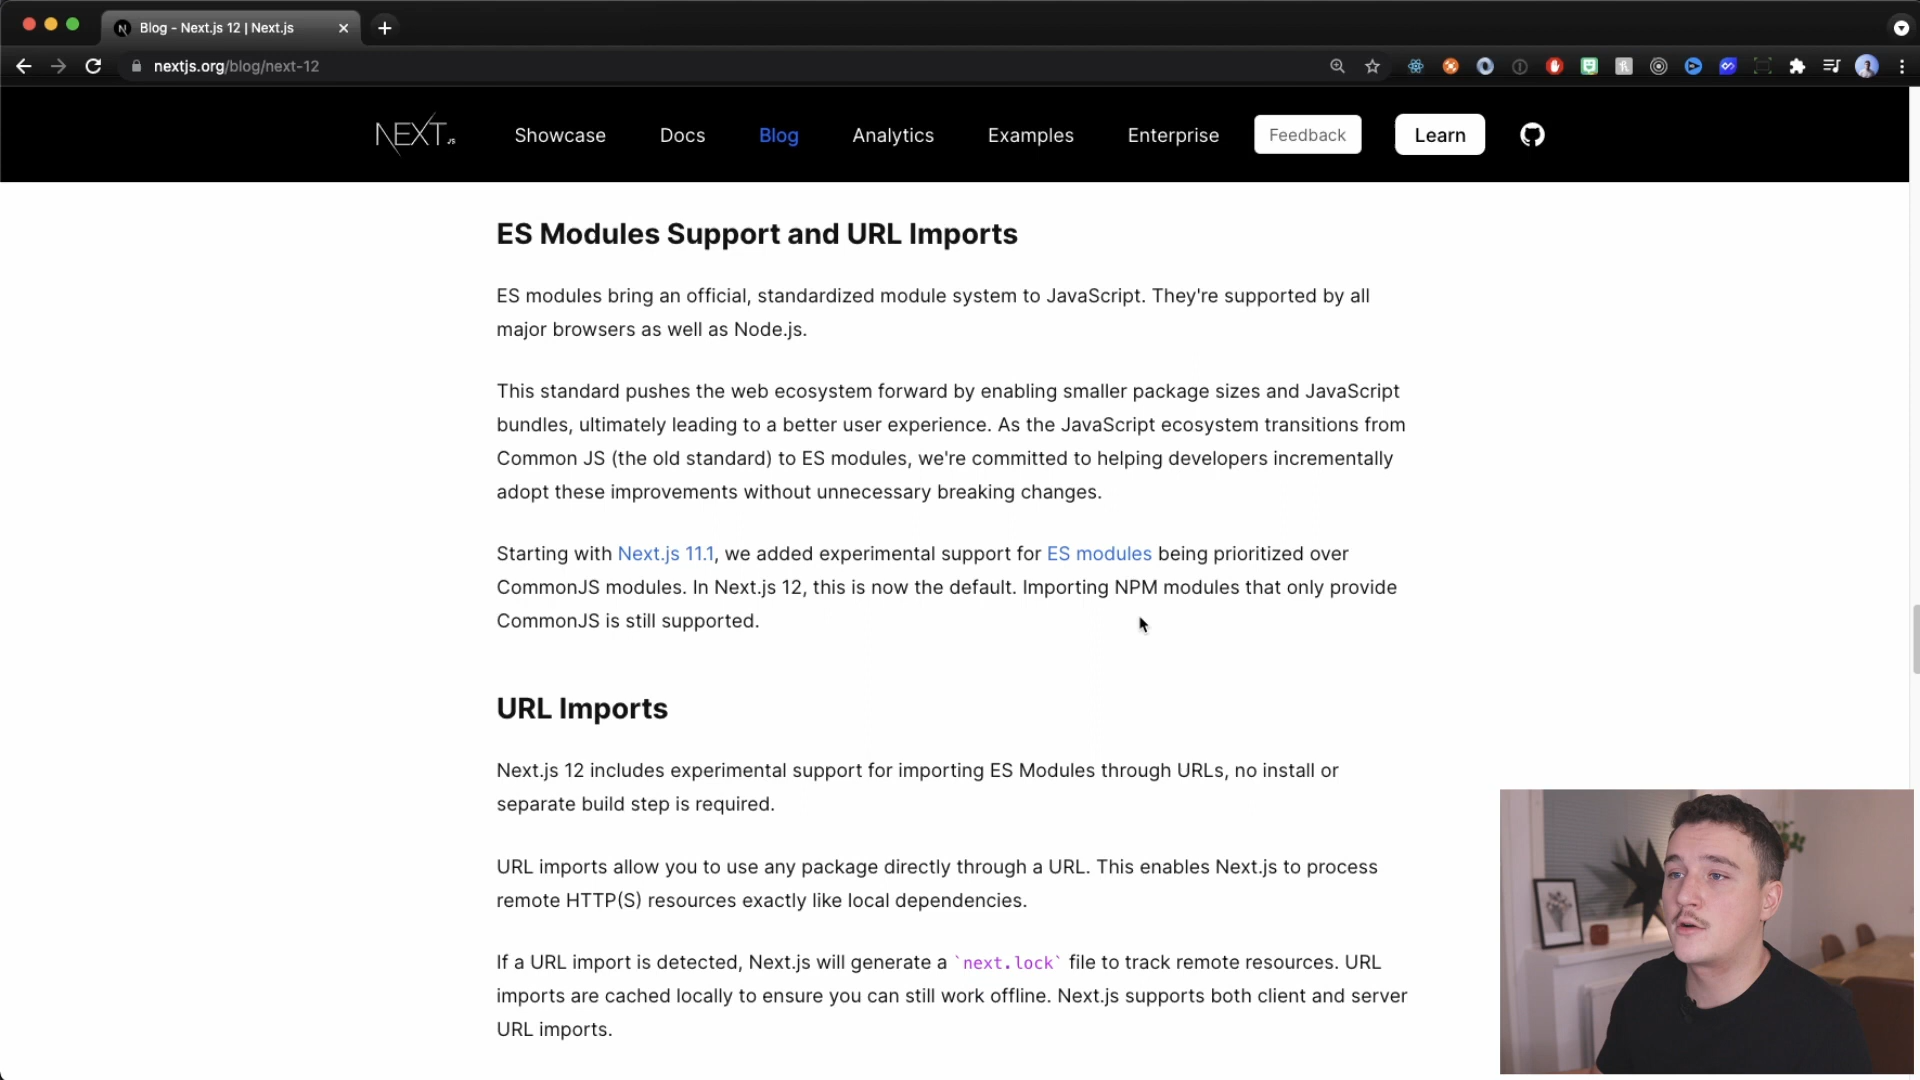 Blog - Next.js 12 | Next.js
nextjs.org/blog/next-12
NEXT.JS Showcase Docs Blog Analytics Examples Enterprise Feedback Learn
ES Modules Support and URL Imports
ES modules bring an official, standardized module system to JavaScript. They're supported by all
major browsers as well as Node.js.
This standard pushes the web ecosystem forward by enabling smaller package sizes and JavaScript
bundles, ultimately leading to a better user experience. As the JavaScript ecosystem transitions from
Common JS (the old standard) to ES modules, we're committed to helping developers incrementally
adopt these improvements without unnecessary breaking changes.
Starting with Next.js 11.1, we added experimental support for ES modules being prioritized over
CommonJS modules. In Next.js 12, this is now the default. Importing NPM modules that only provide
CommonJS is still supported.
URL Imports
Next.js 12 includes experimental support for importing ES Modules through URLs, no install or
separate build step is required.
URL imports allow you to use any package directly through a URL. This enables Next.js to process
remote HTTP(S) resources exactly like local dependencies.
If a URL import is detected, Next.js will generate a `next.lock` file to track remote resources. URL
imports are cached locally to ensure you can still work offline. Next.js supports both client and server
URL imports.